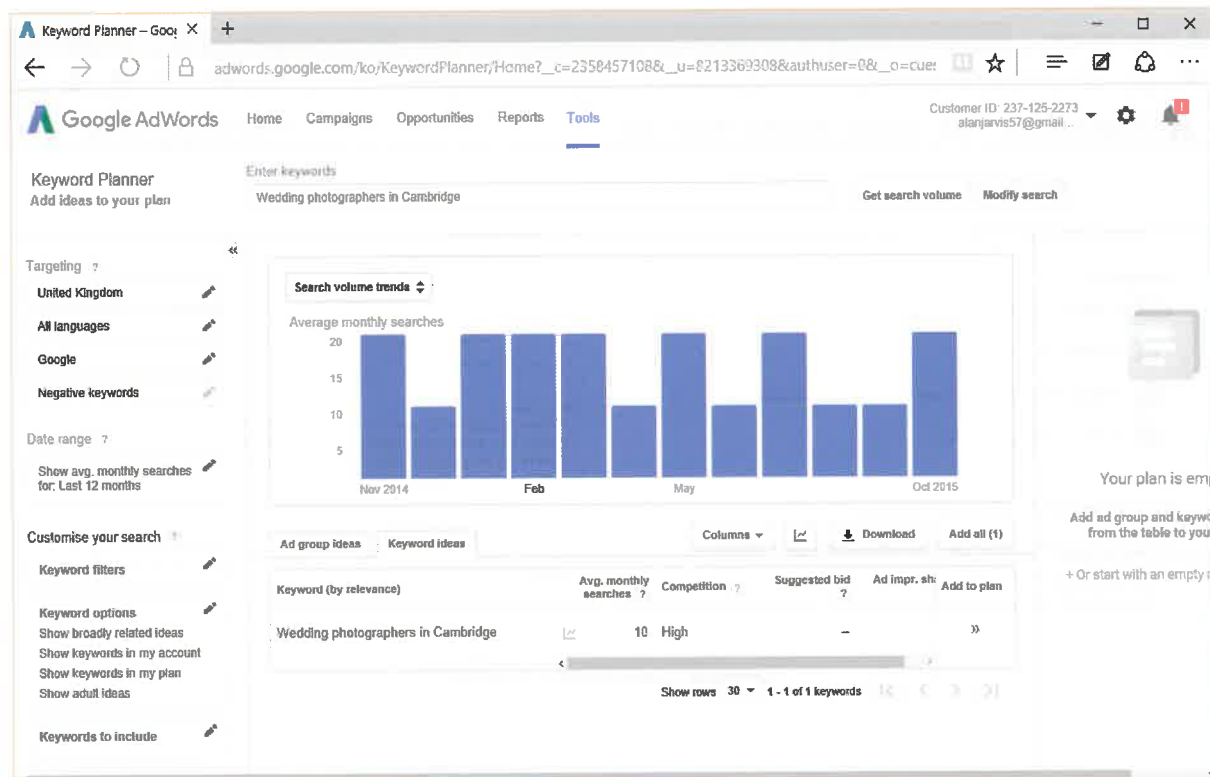 Keyword Planner – Goog
adwords.google.com/ko/KeywordPlanner/Home?__c=2358457108&__u=8213369308&authuser=0&__o=cues
Google AdWords
Home Campaigns Opportunities Reports Tools
Customer ID: 237-125-2273
alanjarvis57@gmail...
Keyword Planner
Add ideas to your plan
Enter keywords
Wedding photographers in Cambridge
Get search volume Modify search
Targeting ?
United Kingdom
All languages
Google
Negative keywords
Date range ?
Show avg. monthly searches
for: Last 12 months
Customise your search ?
Keyword filters
Keyword options
Show broadly related ideas
Show keywords in my account
Show keywords in my plan
Show adult ideas
Keywords to include
Search volume trends
Average monthly searches
20
15
10
5
Nov 2014 Feb May Oct 2015
Ad group ideas Keyword ideas
Columns Download Add all (1)
Keyword (by relevance) Avg. monthly searches ? Competition ? Suggested bid ? Ad impr. sha Add to plan
Wedding photographers in Cambridge 10 High – »
Show rows 30 1 - 1 of 1 keywords
Your plan is emp
Add ad group and keywo
from the table to you
+ Or start with an empty a